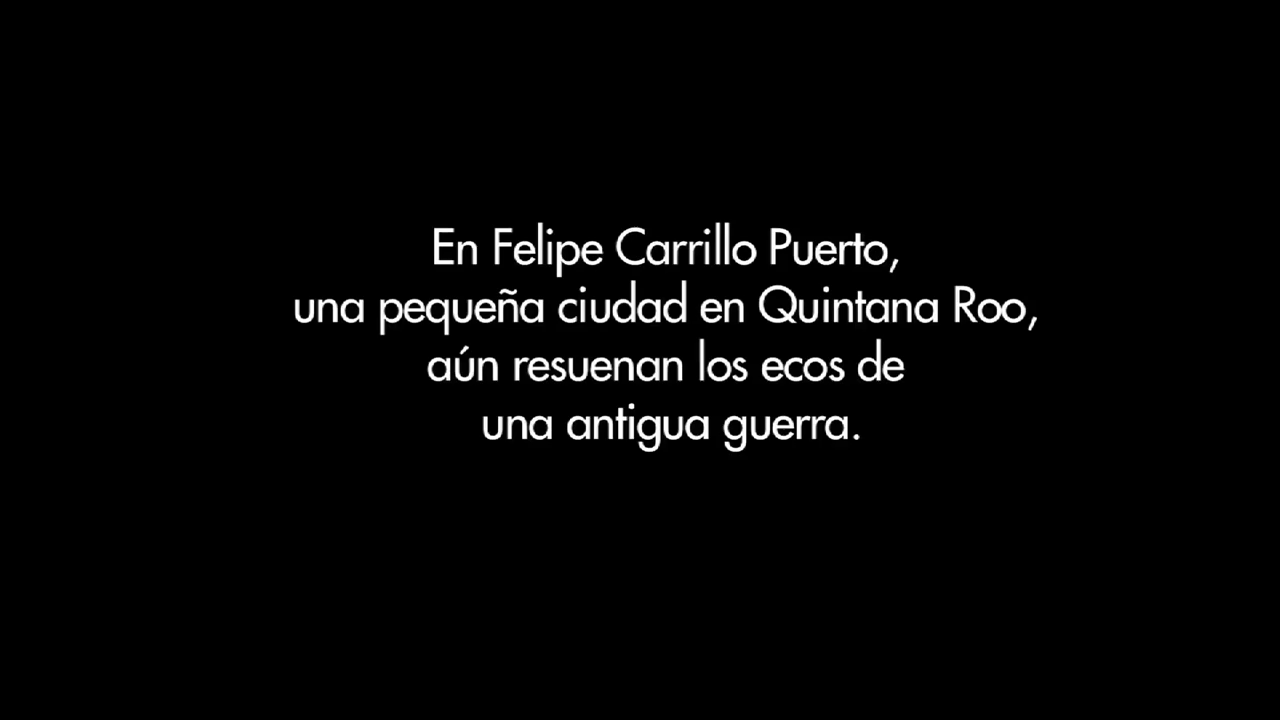 En Felipe Carrillo Puerto,
una pequeña ciudad en Quintana Roo,
aún resuenan los ecos de
una antigua guerra.